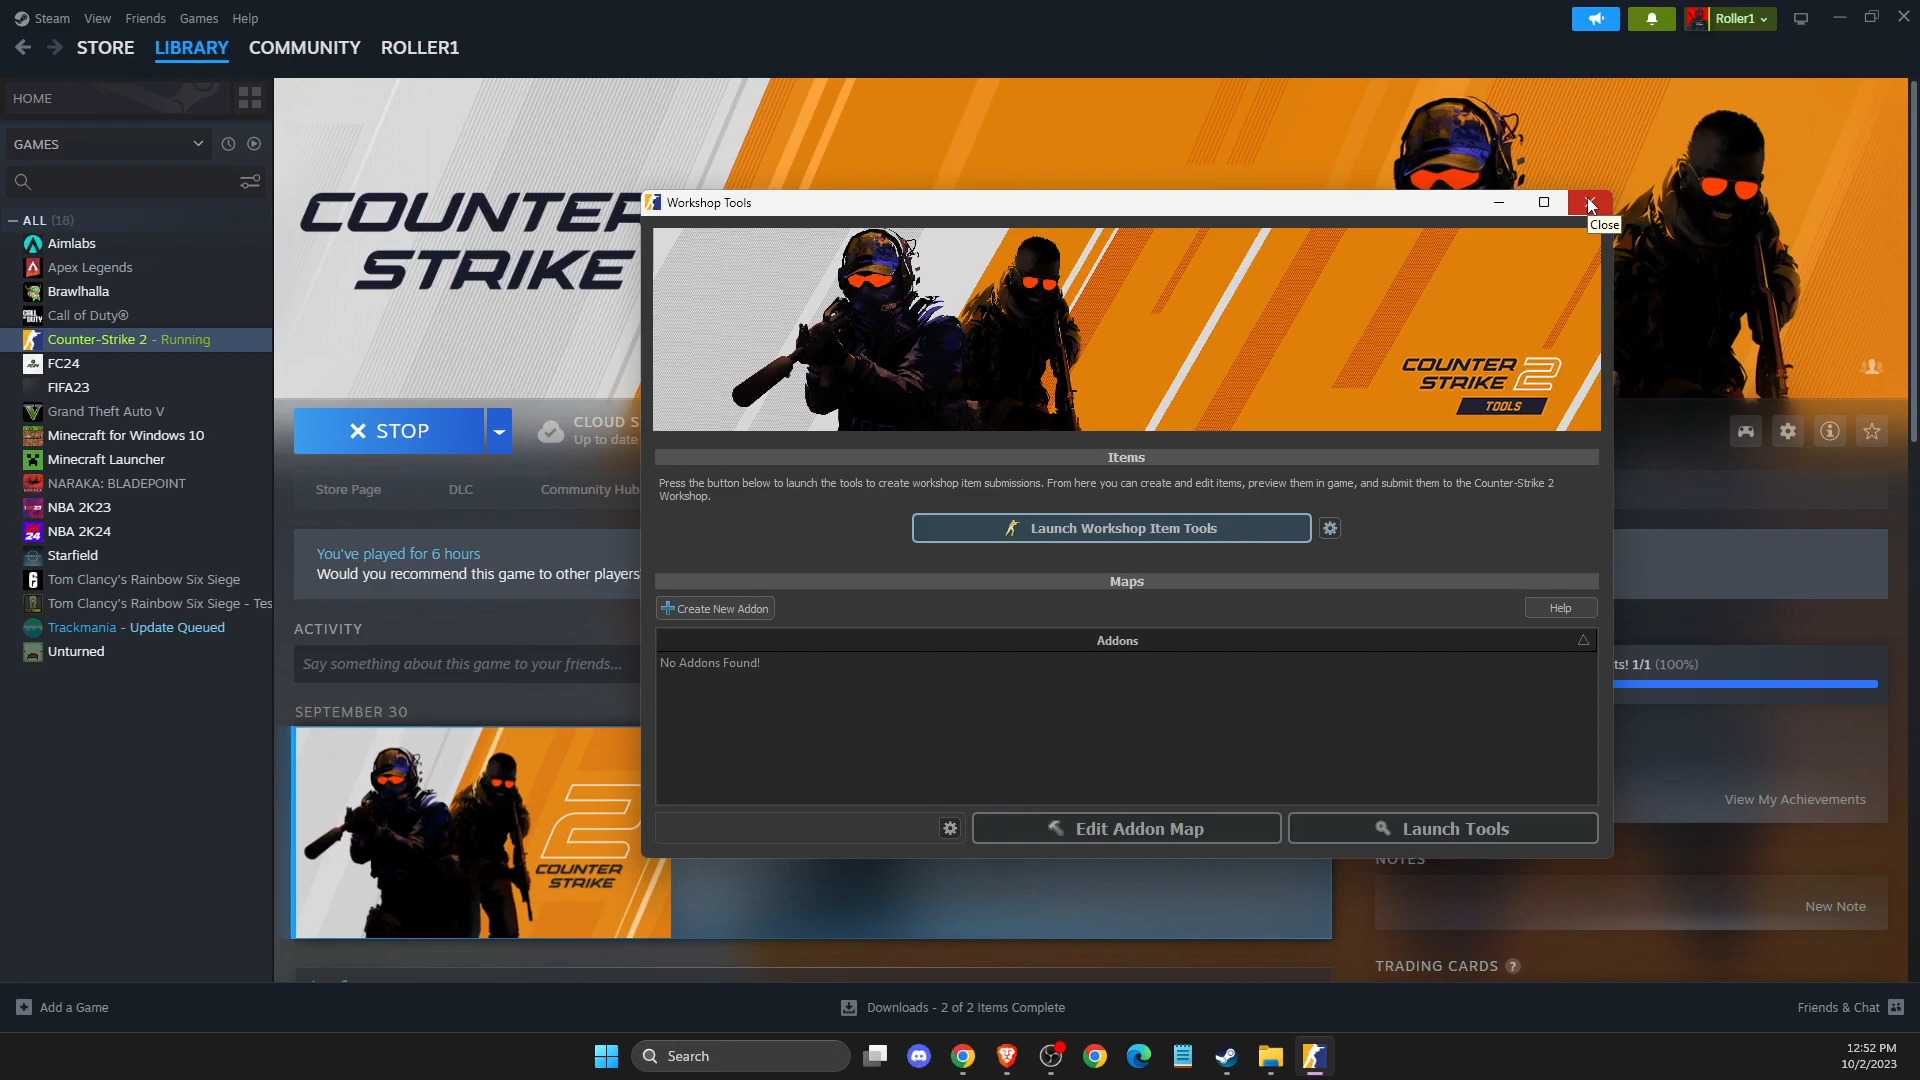 Steam View Friends Games Help
Roller1
STORE LIBRARY COMMUNITY ROLLER1
HOME
GAMES
ALL (18)
Aimlabs
Apex Legends
Brawlhalla
Call of Duty®
Counter-Strike 2 - Running
FC24
FIFA23
Grand Theft Auto V
Minecraft for Windows 10
Minecraft Launcher
NARAKA: BLADEPOINT
NBA 2K23
NBA 2K24
Starfield
Tom Clancy's Rainbow Six Siege
Tom Clancy's Rainbow Six Siege - Tes
Trackmania - Update Queued
Unturned
COUNTER
STRIKE
STOP
CLOUD S
Up to date
Store Page DLC Community Hub
You've played for 6 hours
Would you recommend this game to other players
ACTIVITY
Say something about this game to your friends...
SEPTEMBER 30
2
COUNTER
STRIKE
Workshop Tools
Close
COUNTER
STRIKE 2
TOOLS
Items
Press the button below to launch the tools to create workshop item submissions. From here you can create and edit items, preview them in game, and submit them to the Counter-Strike 2
Workshop.
Launch Workshop Item Tools
Maps
Create New Addon
Help
Addons
No Addons Found!
Edit Addon Map
Launch Tools
ts! 1/1 (100%)
View My Achievements
NOTES
New Note
TRADING CARDS ?
Add a Game
Downloads - 2 of 2 Items Complete
Friends & Chat
Search
12:52 PM
10/2/2023